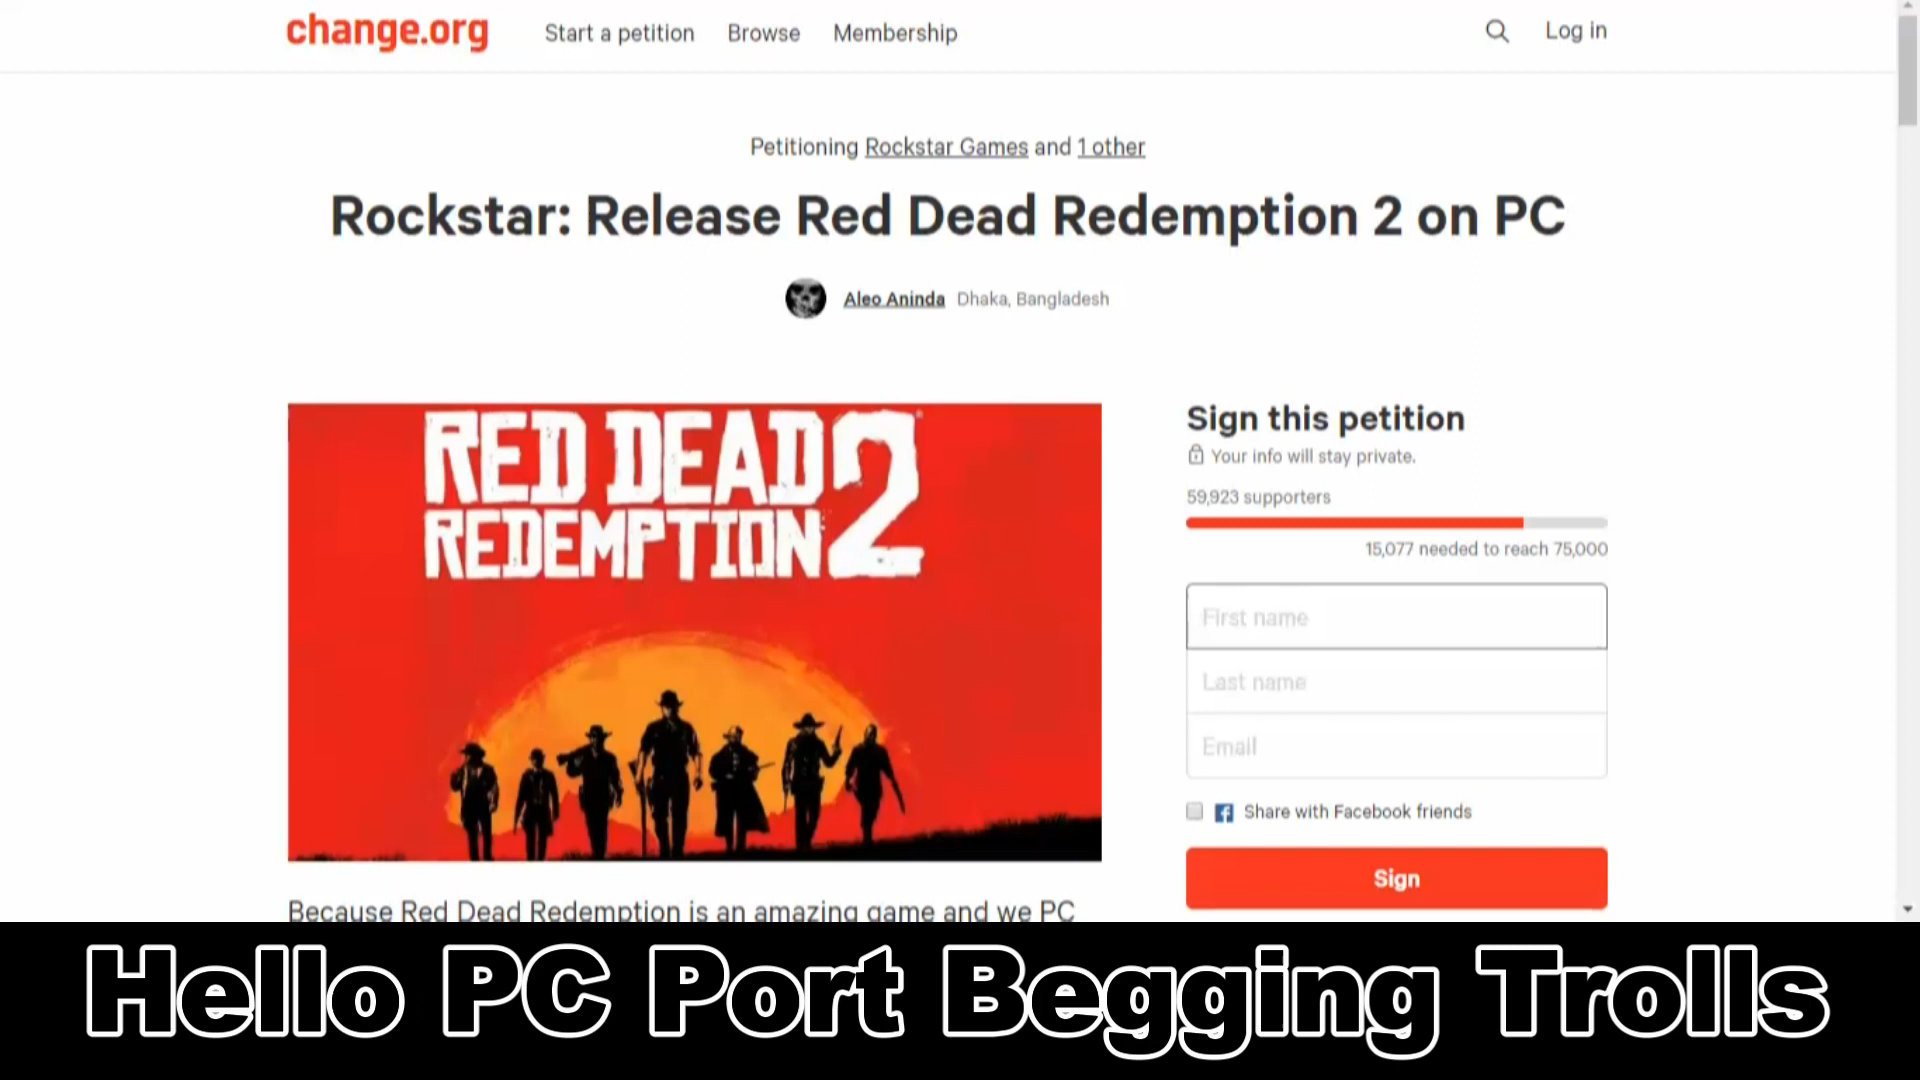 change.org Start a petition Browse Membership Log in
Petitioning Rockstar Games and 1 other
Rockstar: Release Red Dead Redemption 2 on PC
Aleo Aninda Dhaka, Bangladesh
RED DEAD
REDEMPTION 2
Sign this petition
Your info will stay private.
59,923 supporters
15,077 needed to reach 75,000
First name
Last name
Email
Share with Facebook friends
Sign
Because Red Dead Redemption is an amazing game and we PC
Hello PC Port Begging Trolls